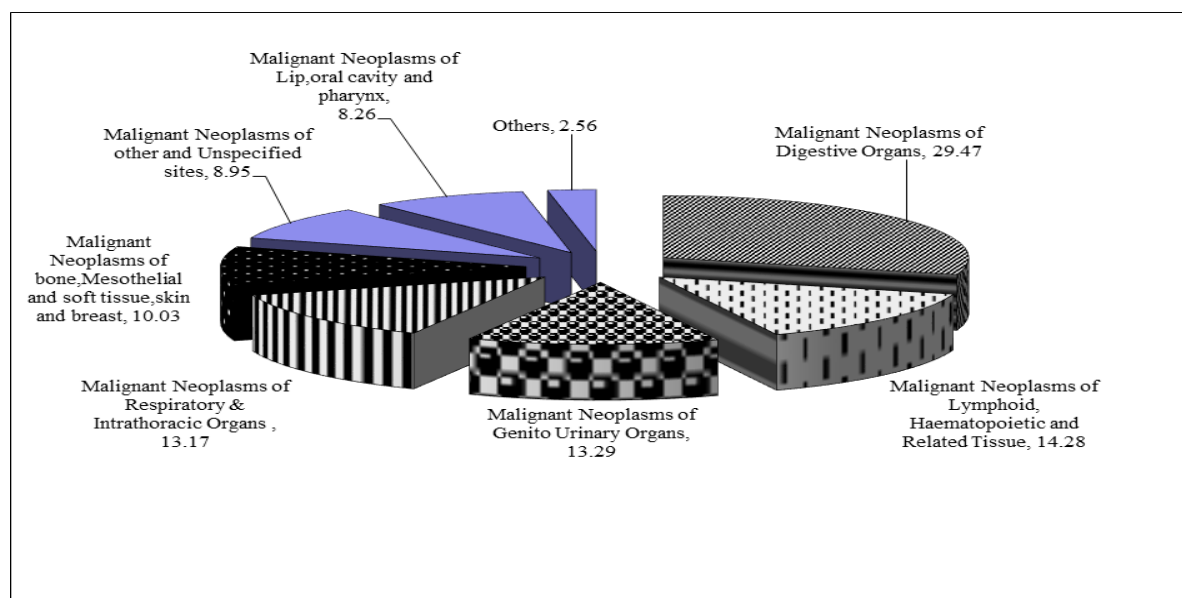 Malignant Neoplasms of
Lip,oral cavity and
pharynx,
8.26
Others, 2.56
Malignant Neoplasms of
Digestive Organs, 29.47
Malignant Neoplasms of
other and Unspecified
sites, 8.95
Malignant
Neoplasms of
bone,Mesothelial
and soft tissue,skin
and breast, 10.03
Malignant Neoplasms of
Respiratory &
Intrathoracic Organs ,
13.17
Malignant Neoplasms of
Genito Urinary Organs,
13.29
Malignant Neoplasms of
Lymphoid,
Haematopoietic and
Related Tissue, 14.28